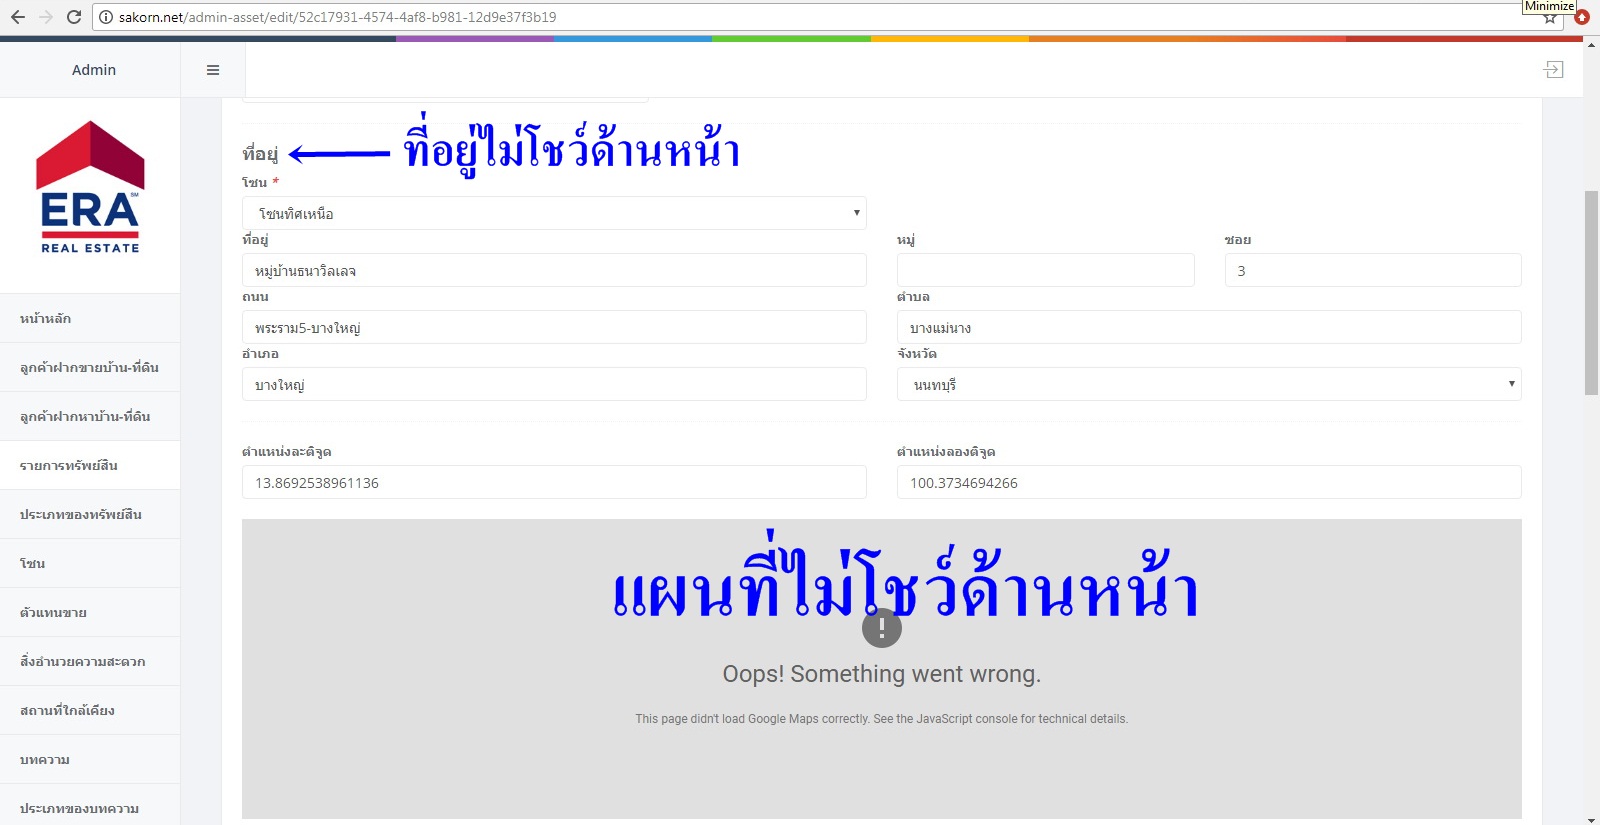 Minimize
sakorn.net/admin-asset/edit/52c17931-4574-4af8-b981-12d9e37f3b19
Admin
ERA SM
REAL ESTATE
หน้าหลัก
ลูกค้าฝากขายบ้าน-ที่ดิน
ลูกค้าฝากหาบ้าน-ที่ดิน
รายการทรัพย์สิน
ประเภทของทรัพย์สิน
โซน
ตัวแทนขาย
สิ่งอำนวยความสะดวก
สถานที่ใกล้เคียง
บทความ
ประเภทของบทความ
ที่อยู่ ที่อยู่ไม่โชว์ด้านหน้า
โซน *
โซนทิศเหนือ
ที่อยู่ หมู่ ซอย
หมู่บ้านธนาวิลเลจ 3
ถนน ตำบล
พระราม5-บางใหญ่ บางแม่นาง
อำเภอ จังหวัด
บางใหญ่ นนทบุรี
ตำแหน่งละติจูด ตำแหน่งลองติจูด
13.8692538961136 100.3734694266
แผนที่ไม่โชว์ด้านหน้า
!
Oops! Something went wrong.
This page didn't load Google Maps correctly. See the JavaScript console for technical details.